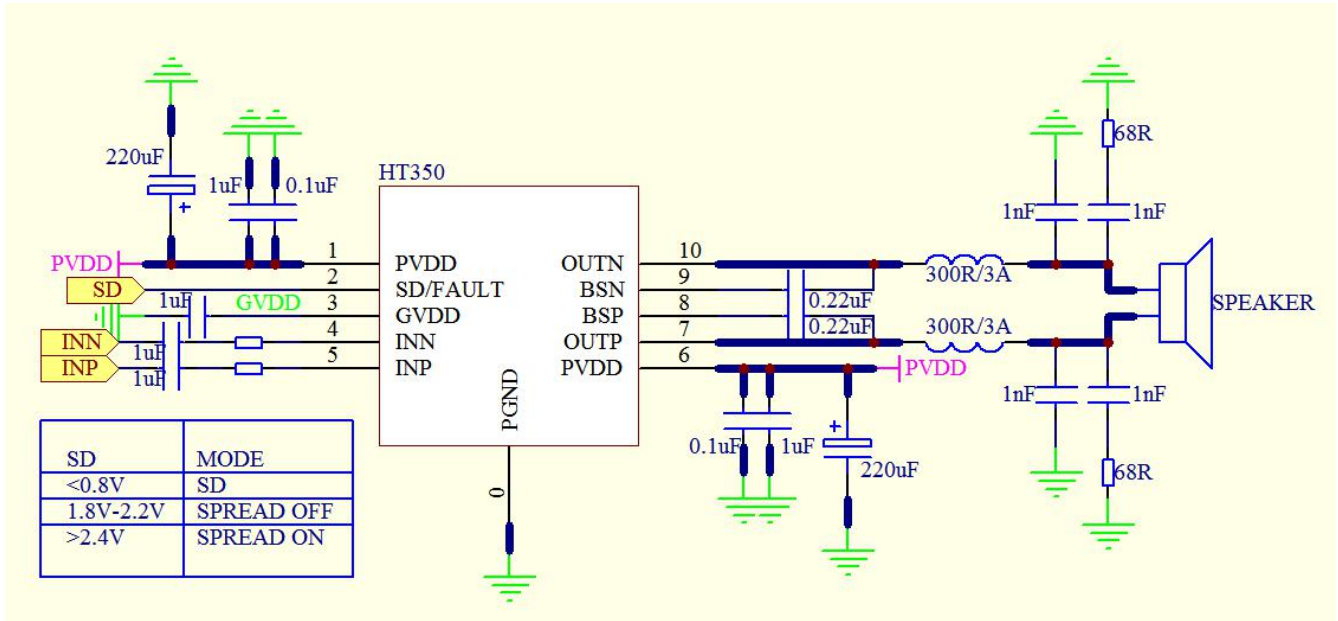 68R
220uF
1uF
0.1uF
HT350
1nF
1nF
PVDD
1
PVDD
OUTN
10
300R/3A
SD
2
SD/FAULT
BSN
9
0.22uF
SPEAKER
1uF
GVDD
3
GVDD
BSP
8
0.22uF
INN
1uF
4
INN
OUTP
7
300R/3A
INP
1uF
5
INP
PVDD
6
PVDD
PGND
0
1nF
1nF
0.1uF
1uF
220uF
68R
SD MODE
<0.8V SD
1.8V-2.2V SPREAD OFF
>2.4V SPREAD ON